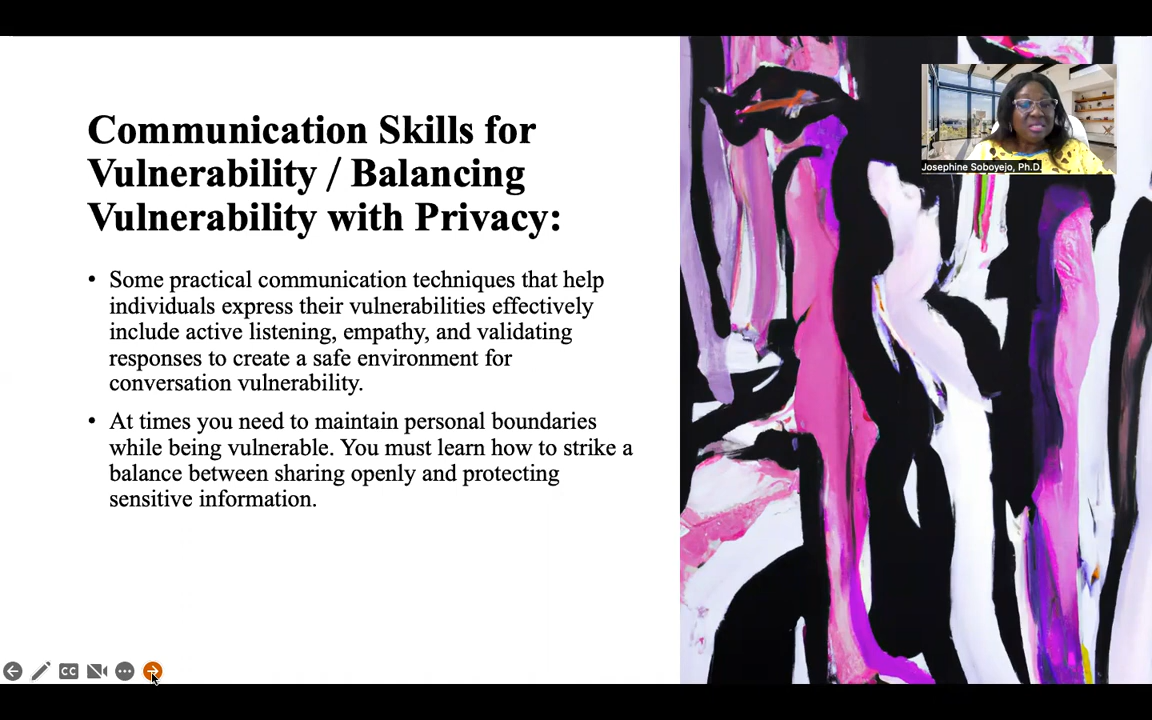 Communication Skills for
Vulnerability / Balancing
Vulnerability with Privacy:
• Some practical communication techniques that help
individuals express their vulnerabilities effectively
include active listening, empathy, and validating
responses to create a safe environment for
conversation vulnerability.
• At times you need to maintain personal boundaries
while being vulnerable. You must learn how to strike a
balance between sharing openly and protecting
sensitive information.
Josephine Soboyejo, Ph.D.
CC